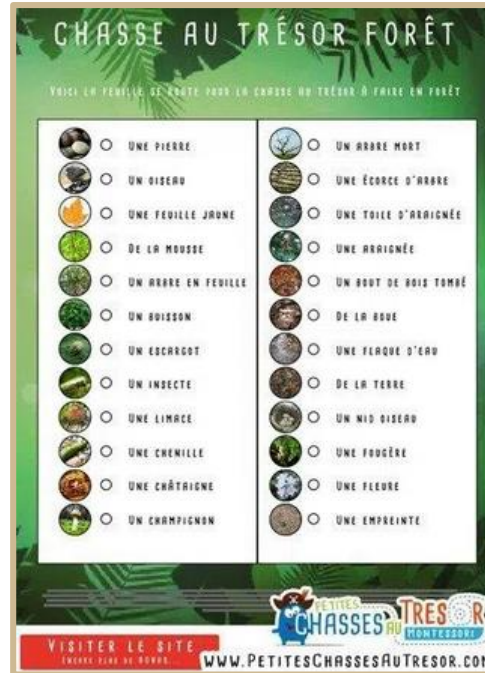 CHASSE AU TRÉSOR FORÊT
VOICI LA FEUILLE DE ROUTE POUR LA CHASSE AU TRÉSOR À FAIRE EN FORÊT
UNE PIERRE
UN OISEAU
UNE FEUILLE JAUNE
DE LA MOUSSE
UN ARBRE EN FEUILLE
UN BUISSON
UN ESCARGOT
UN INSECTE
UNE LIMACE
UNE CHENILLE
UNE CHÂTAIGNE
UN CHAMPIGNON
UN ARBRE MORT
UNE ÉCORCE D'ARBRE
UNE TOILE D'ARAIGNÉE
UNE ARAIGNÉE
UN BOUT DE BOIS TOMBÉ
DE LA BOUE
UNE FLAQUE D'EAU
DE LA TERRE
UN NID OISEAU
UNE FOUGÈRE
UNE FLEURE
UNE EMPREINTE
PETITES
CHASSES AU TRESOR
MONTESSORI
VISITER LE SITE
ENCORE PLUS DE BONUS...
WWW.PETITESCHASSESAUTRESOR.COM